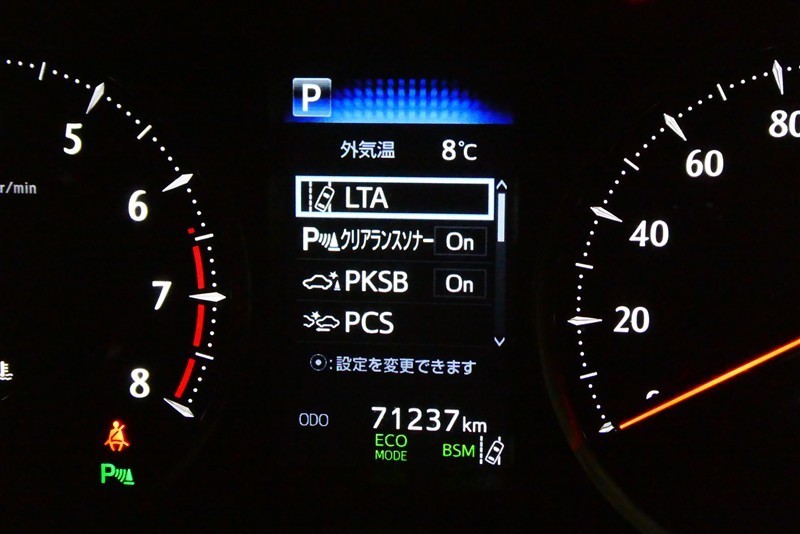 P
外気温 8℃
LTA
P クリアランスソナー On
PKSB On
PCS
:設定を変更できます
ODO 71237km
ECO
MODE
BSM
5
6
7
8
r/min
P
80
60
40
20